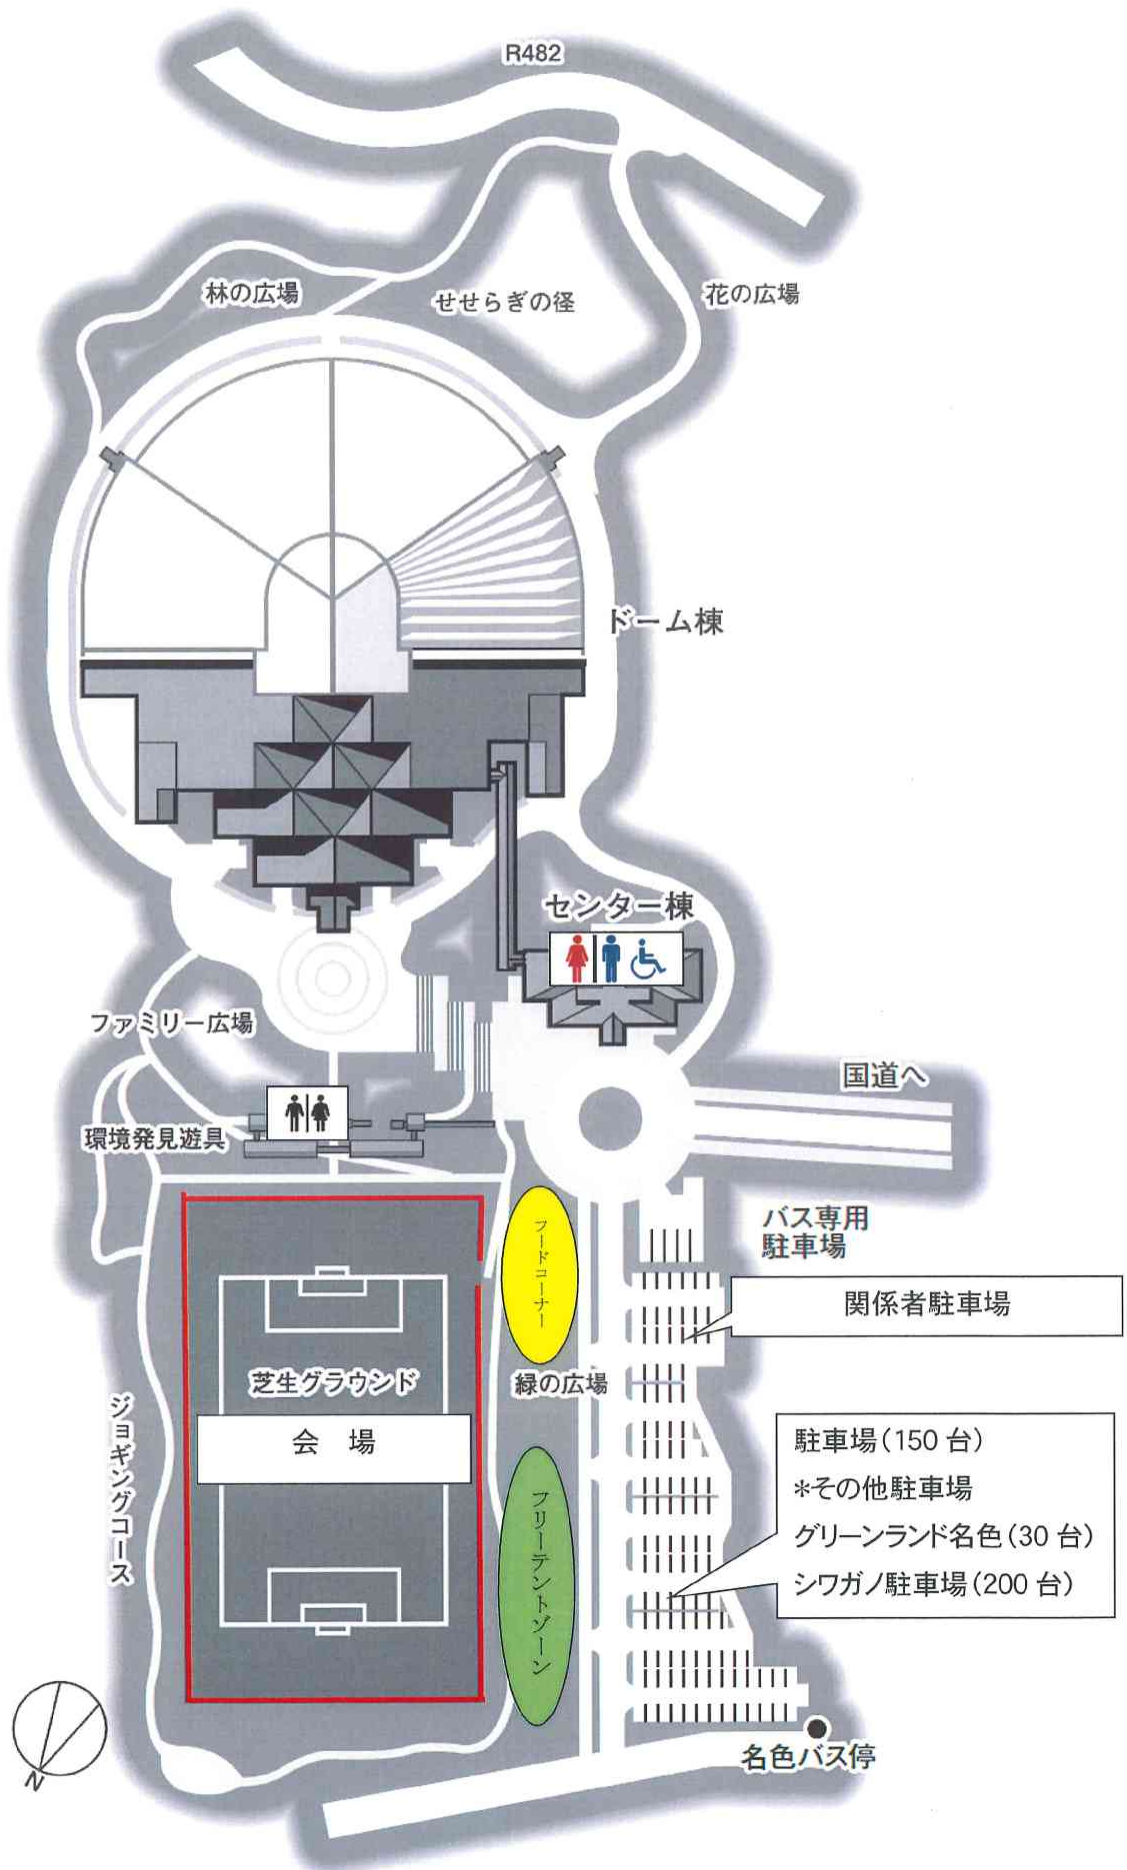 R482
林の広場
せせらぎの径
花の広場
ドーム棟
センター棟
ファミリー広場
国道へ
環境発見遊具
バス専用
駐車場
フードコーナー
関係者駐車場
芝生グラウンド
緑の広場
ジョギングコース
会 場
駐車場(150 台)
*その他駐車場
グリーンランド名色(30 台)
シワガノ駐車場(200 台)
フリーテントゾーン
N
名色バス停